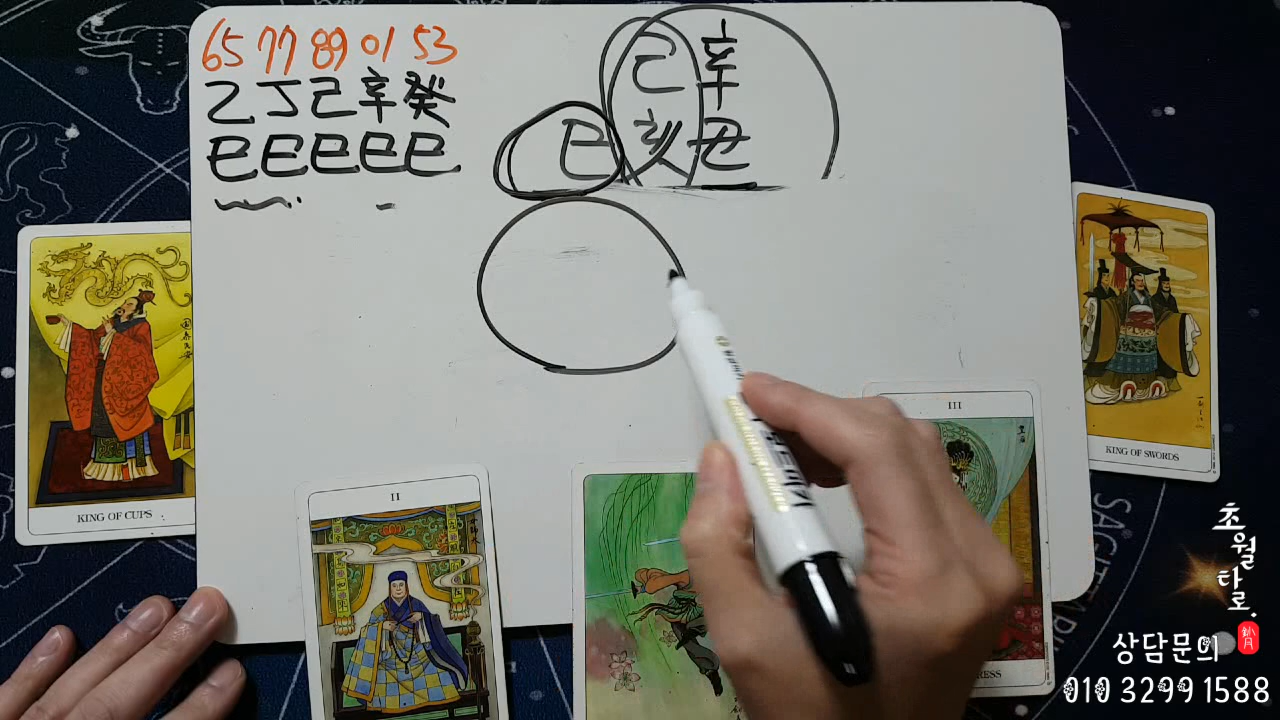 65 77 89 01 53
乙丁己辛癸
巳巳巳巳巳
己辛
巳亥丑
KING OF CUPS
II
III
KING OF SWORDS
SAGITTA
초월타로.
상담문의
010 3299 1588